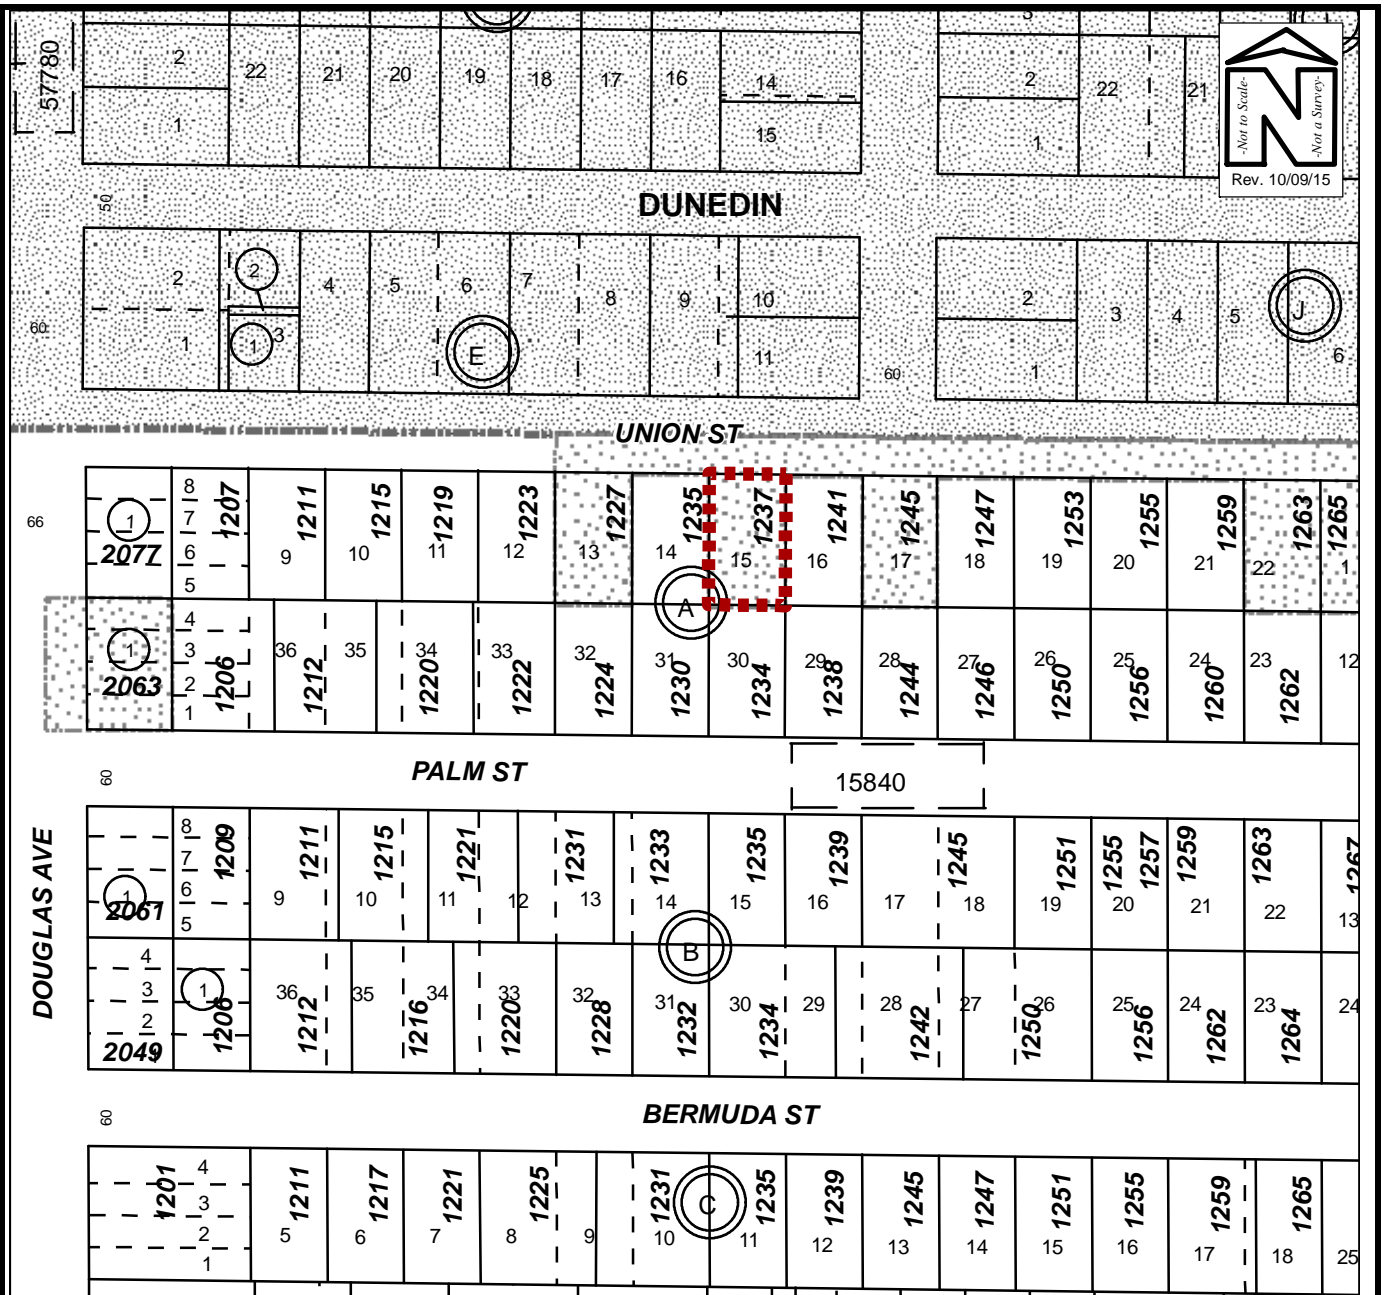 57780
2 22 21 20 19 18 17 16 14 2 22 21
1 15 1
-Not to Scale-
N
-Not a Survey-
Rev. 10/09/15
50
DUNEDIN
2 2 4 5 6 7 8 9 10 2 3 4 5 J
60 1 1 3 E 11 60 1 6
UNION ST
66
1 2077
8
7
6
5
1207 1211 1215 1219 1223 1227 1235 1237 1241 1245 1247 1253 1255 1259 1263 1265
9 10 11 12 13 14 15 16 17 18 19 20 21 22 1
A
1 2063
4
3
2
1
36 35 34 33 32 31 30 29 28 27 26 25 24 23 12
1206 1212 1220 1222 1224 1230 1234 1238 1244 1246 1250 1256 1260 1262
60
PALM ST
15840
DOUGLAS AVE
1 2061
8
7
6
5
1209 1211 1215 1221 1231 1233 1235 1239 1245 1251 1255 1257 1259 1263 1267
9 10 11 12 13 14 15 16 17 18 19 20 21 22 13
B
4
3
2
1
2049
1206 1212 1216 1220 1228 1232 1234 1242 1250 1256 1262 1264
36 35 34 33 32 31 30 29 28 27 26 25 24 23 24
60
BERMUDA ST
1201
4
3
2
1
1211 1217 1221 1225 1231 1235 1239 1245 1247 1251 1255 1259 1265
C
5 6 7 8 9 10 11 12 13 14 15 16 17 18 25